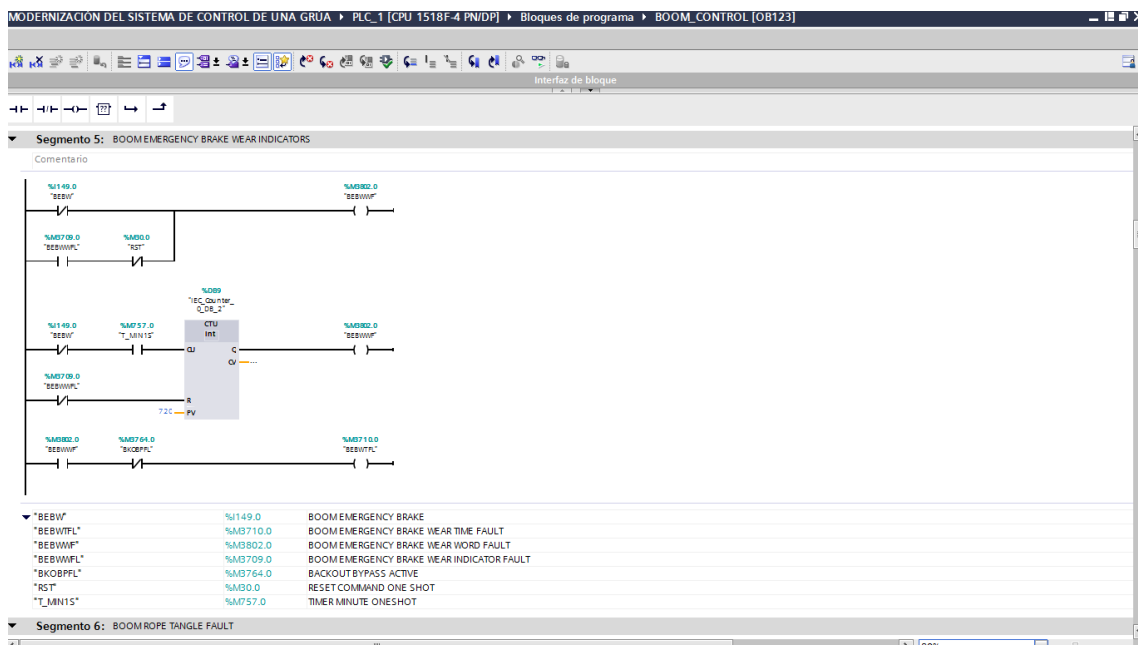 MODERNIZACIÓN DEL SISTEMA DE CONTROL DE UNA GRÚA ▸ PLC_1 [CPU 1518F-4 PN/DP] ▸ Bloques de programa ▸ BOOM_CONTROL [OB123]
Interfaz de bloque
Segmento 5: BOOM EMERGENCY BRAKE WEAR INDICATORS
Comentario
%I149.0 %M3802.0
"BEBW" "BEBWWF"
%M3709.0 %M30.0
"BEBWWFL" "RST"
%DB9
"IEC_Counter_
0_DB_2"
%I149.0 %M757.0 CTU %M3802.0
"BEBW" "T_MIN1S" Int "BEBWWF"
CU Q
CV ...
%M3709.0
"BEBWWFL"
R
720 PV
%M3802.0 %M3764.0 %M3710.0
"BEBWWF" "BKOBPFL" "BEBWTFL"
"BEBW" %I149.0 BOOM EMERGENCY BRAKE
"BEBWTFL" %M3710.0 BOOM EMERGENCY BRAKE WEAR TIME FAULT
"BEBWWF" %M3802.0 BOOM EMERGENCY BRAKE WEAR WORD FAULT
"BEBWWFL" %M3709.0 BOOM EMERGENCY BRAKE WEAR INDICATOR FAULT
"BKOBPFL" %M3764.0 BACKOUT BYPASS ACTIVE
"RST" %M30.0 RESET COMMAND ONE SHOT
"T_MIN1S" %M757.0 TIMER MINUTE ONESHOT
Segmento 6: BOOM ROPE TANGLE FAULT